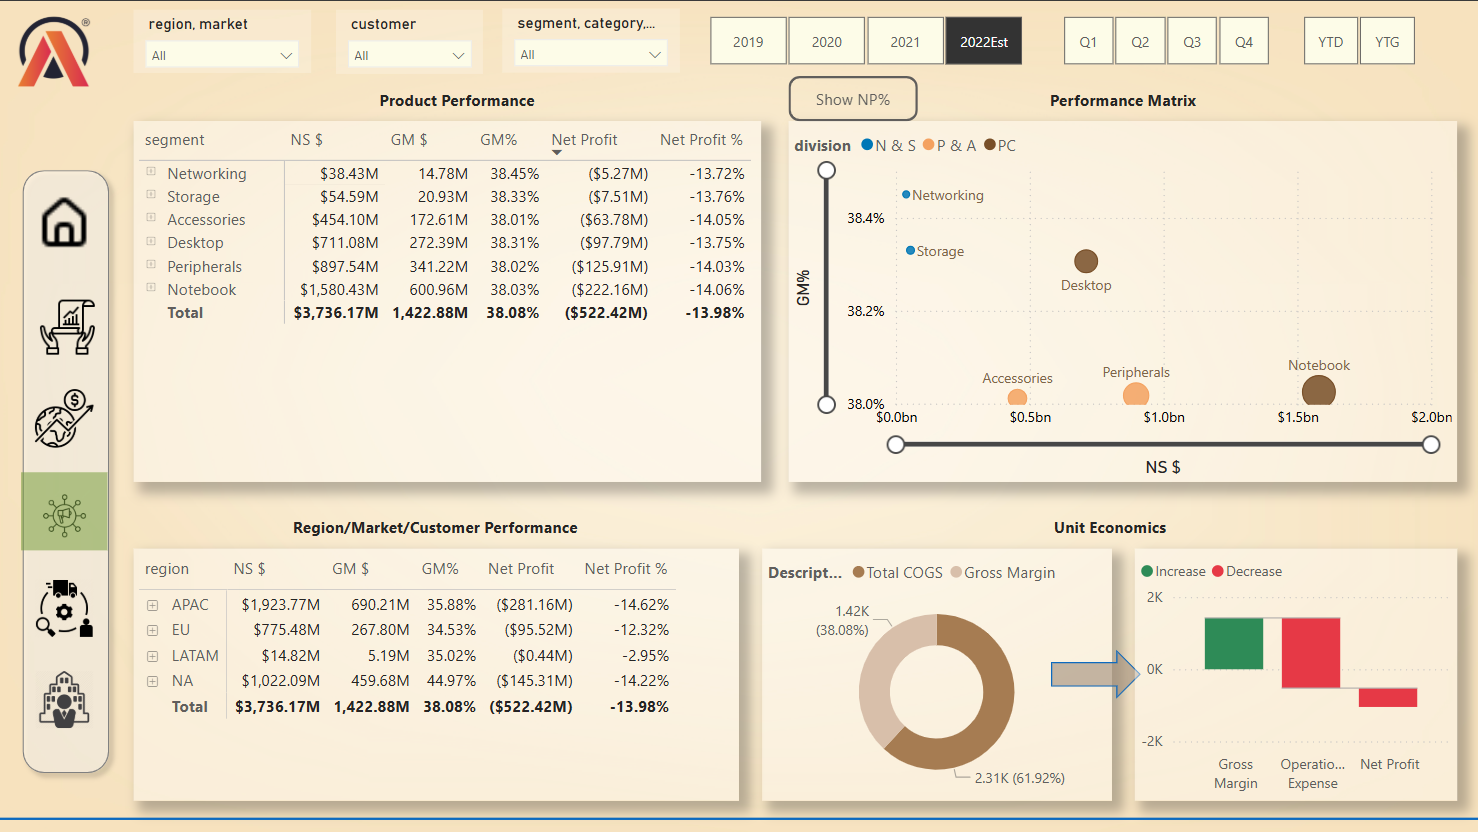 ®
region, market
All
customer
All
segment, category,...
All
2019 2020 2021 2022Est
Q1 Q2 Q3 Q4
YTD YTG
Product Performance
segment NS $ GM $ GM% Net Profit Net Profit %
Networking $38.43M 14.78M 38.45% ($5.27M) -13.72%
Storage $54.59M 20.93M 38.33% ($7.51M) -13.76%
Accessories $454.10M 172.61M 38.01% ($63.78M) -14.05%
Desktop $711.08M 272.39M 38.31% ($97.79M) -13.75%
Peripherals $897.54M 341.22M 38.02% ($125.91M) -14.03%
Notebook $1,580.43M 600.96M 38.03% ($222.16M) -14.06%
Total $3,736.17M 1,422.88M 38.08% ($522.42M) -13.98%
Show NP%
Performance Matrix
division N & S P & A PC
GM%
38.4%
38.2%
38.0%
Networking
Storage
Desktop
Accessories
Peripherals
Notebook
$0.0bn $0.5bn $1.0bn $1.5bn $2.0bn
NS $
Region/Market/Customer Performance
region NS $ GM $ GM% Net Profit Net Profit %
APAC $1,923.77M 690.21M 35.88% ($281.16M) -14.62%
EU $775.48M 267.80M 34.53% ($95.52M) -12.32%
LATAM $14.82M 5.19M 35.02% ($0.44M) -2.95%
NA $1,022.09M 459.68M 44.97% ($145.31M) -14.22%
Total $3,736.17M 1,422.88M 38.08% ($522.42M) -13.98%
Unit Economics
Descript... Total COGS Gross Margin
1.42K
(38.08%)
2.31K (61.92%)
Increase Decrease
2K
0K
-2K
Gross
Margin
Operatio...
Expense
Net Profit